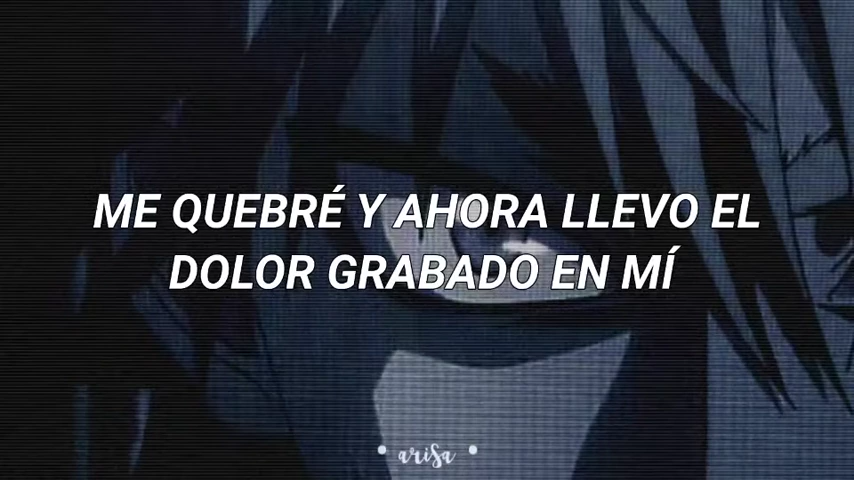 ME QUEBRÉ Y AHORA LLEVO EL
DOLOR GRABADO EN MÍ
• arisa •